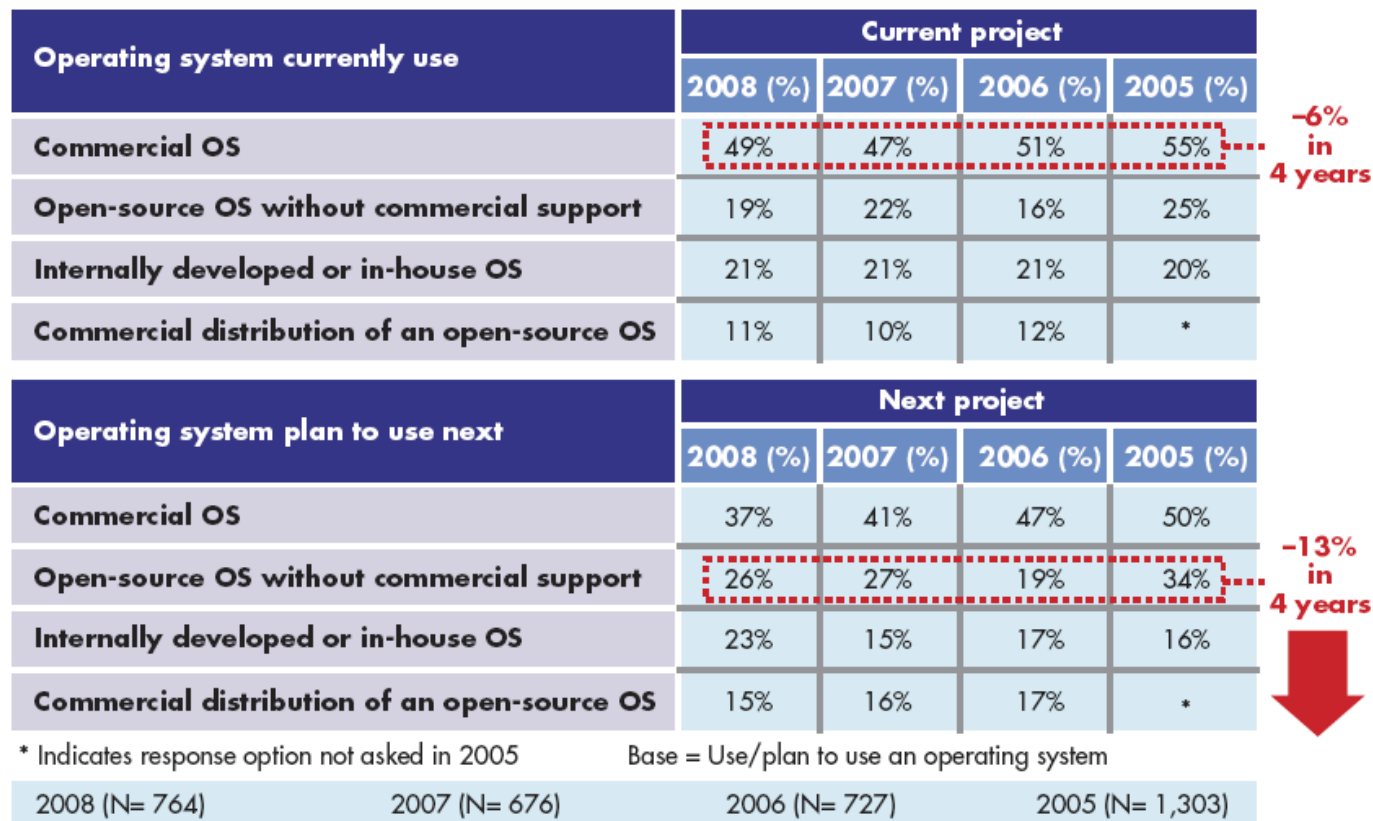 Operating system currently use
Current project
2008 (%) 2007 (%) 2006 (%) 2005 (%)
Commercial OS 49% 47% 51% 55%
–6%
in
4 years
Open-source OS without commercial support 19% 22% 16% 25%
Internally developed or in-house OS 21% 21% 21% 20%
Commercial distribution of an open-source OS 11% 10% 12% *
Operating system plan to use next
Next project
2008 (%) 2007 (%) 2006 (%) 2005 (%)
Commercial OS 37% 41% 47% 50%
Open-source OS without commercial support 26% 27% 19% 34%
–13%
in
4 years
Internally developed or in-house OS 23% 15% 17% 16%
Commercial distribution of an open-source OS 15% 16% 17% *
* Indicates response option not asked in 2005 Base = Use/plan to use an operating system
2008 (N= 764) 2007 (N= 676) 2006 (N= 727) 2005 (N= 1,303)